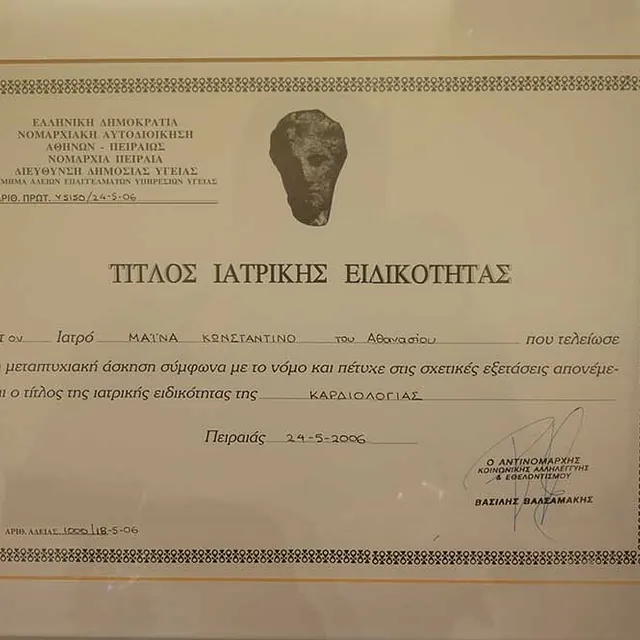 ΕΛΛΗΝΙΚΗ ΔΗΜΟΚΡΑΤΙΑ
ΝΟΜΑΡΧΙΑΚΗ ΑΥΤΟΔΙΟΙΚΗΣΗ
ΑΘΗΝΩΝ - ΠΕΙΡΑΙΩΣ
ΝΟΜΑΡΧΙΑ ΠΕΙΡΑΙΑ
ΔΙΕΥΘΥΝΣΗ ΔΗΜΟΣΙΑΣ ΥΓΕΙΑΣ
ΤΜΗΜΑ ΑΔΕΙΩΝ ΕΠΑΓΓΕΛΜΑΤΩΝ ΥΠΗΡΕΣΙΩΝ ΥΓΕΙΑΣ
ΑΡΙΘ. ΠΡΩΤ. Υ5150/24-5-06
ΤΙΤΛΟΣ ΙΑΤΡΙΚΗΣ ΕΙΔΙΚΟΤΗΤΑΣ
τον Ιατρό ΜΑΪΝΑ ΚΩΝΣΤΑΝΤΙΝΟ του Αθανασίου που τελείωσε
μεταπτυχιακή άσκηση σύμφωνα με το νόμο και πέτυχε στις σχετικές εξετάσεις απονέμε-
ι ο τίτλος της ιατρικής ειδικότητας της ΚΑΡΔΙΟΛΟΓΙΑΣ
Πειραιάς 24-5-2006
Ο ΑΝΤΙΝΟΜΑΡΧΗΣ
ΚΟΙΝΩΝΙΚΗΣ ΑΛΛΗΛΕΓΓΥΗΣ
& ΕΘΕΛΟΝΤΙΣΜΟΥ
ΒΑΣΙΛΗΣ ΒΑΛΣΑΜΑΚΗΣ
ΑΡΙΘ. ΑΔΕΙΑΣ 1000/18-5-06